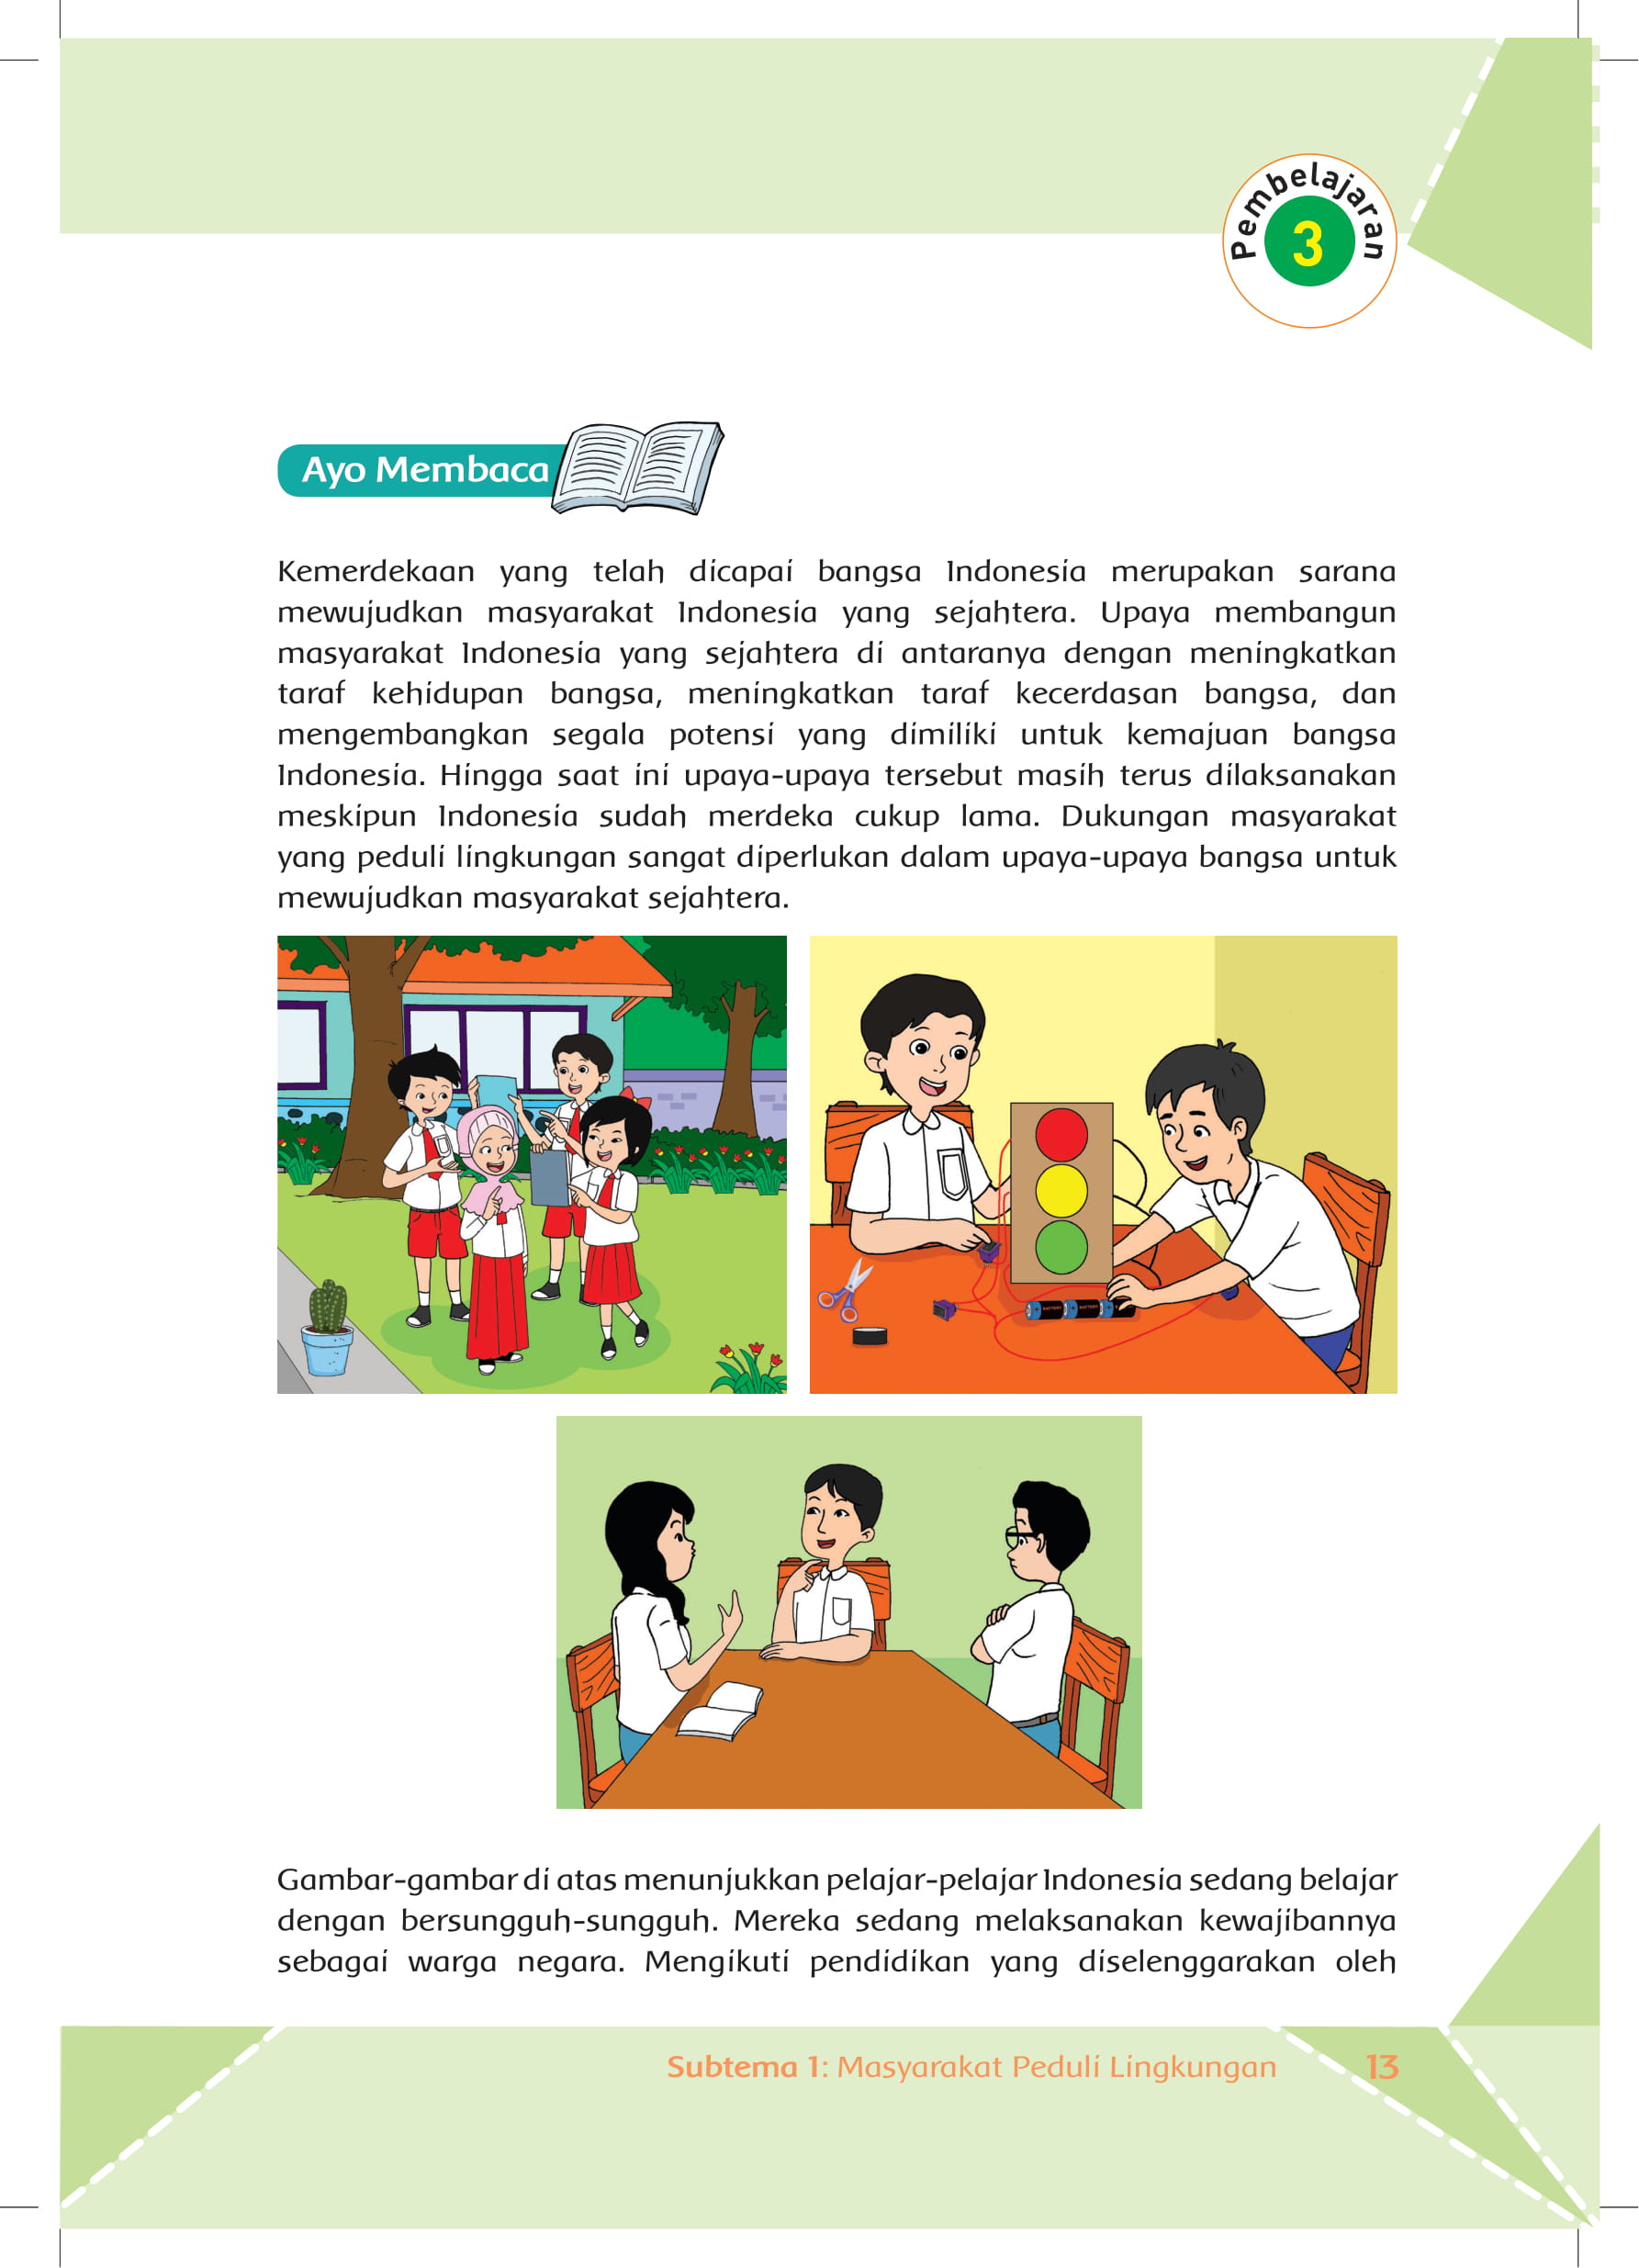 Pembelajaran
3
Ayo Membaca
Kemerdekaan yang telah dicapai bangsa Indonesia merupakan sarana
mewujudkan masyarakat Indonesia yang sejahtera. Upaya membangun
masyarakat Indonesia yang sejahtera di antaranya dengan meningkatkan
taraf kehidupan bangsa, meningkatkan taraf kecerdasan bangsa, dan
mengembangkan segala potensi yang dimiliki untuk kemajuan bangsa
Indonesia. Hingga saat ini upaya-upaya tersebut masih terus dilaksanakan
meskipun Indonesia sudah merdeka cukup lama. Dukungan masyarakat
yang peduli lingkungan sangat diperlukan dalam upaya-upaya bangsa untuk
mewujudkan masyarakat sejahtera.
BATTERY BATTERY
Gambar-gambar di atas menunjukkan pelajar-pelajar Indonesia sedang belajar
dengan bersungguh-sungguh. Mereka sedang melaksanakan kewajibannya
sebagai warga negara. Mengikuti pendidikan yang diselenggarakan oleh
Subtema 1: Masyarakat Peduli Lingkungan 13